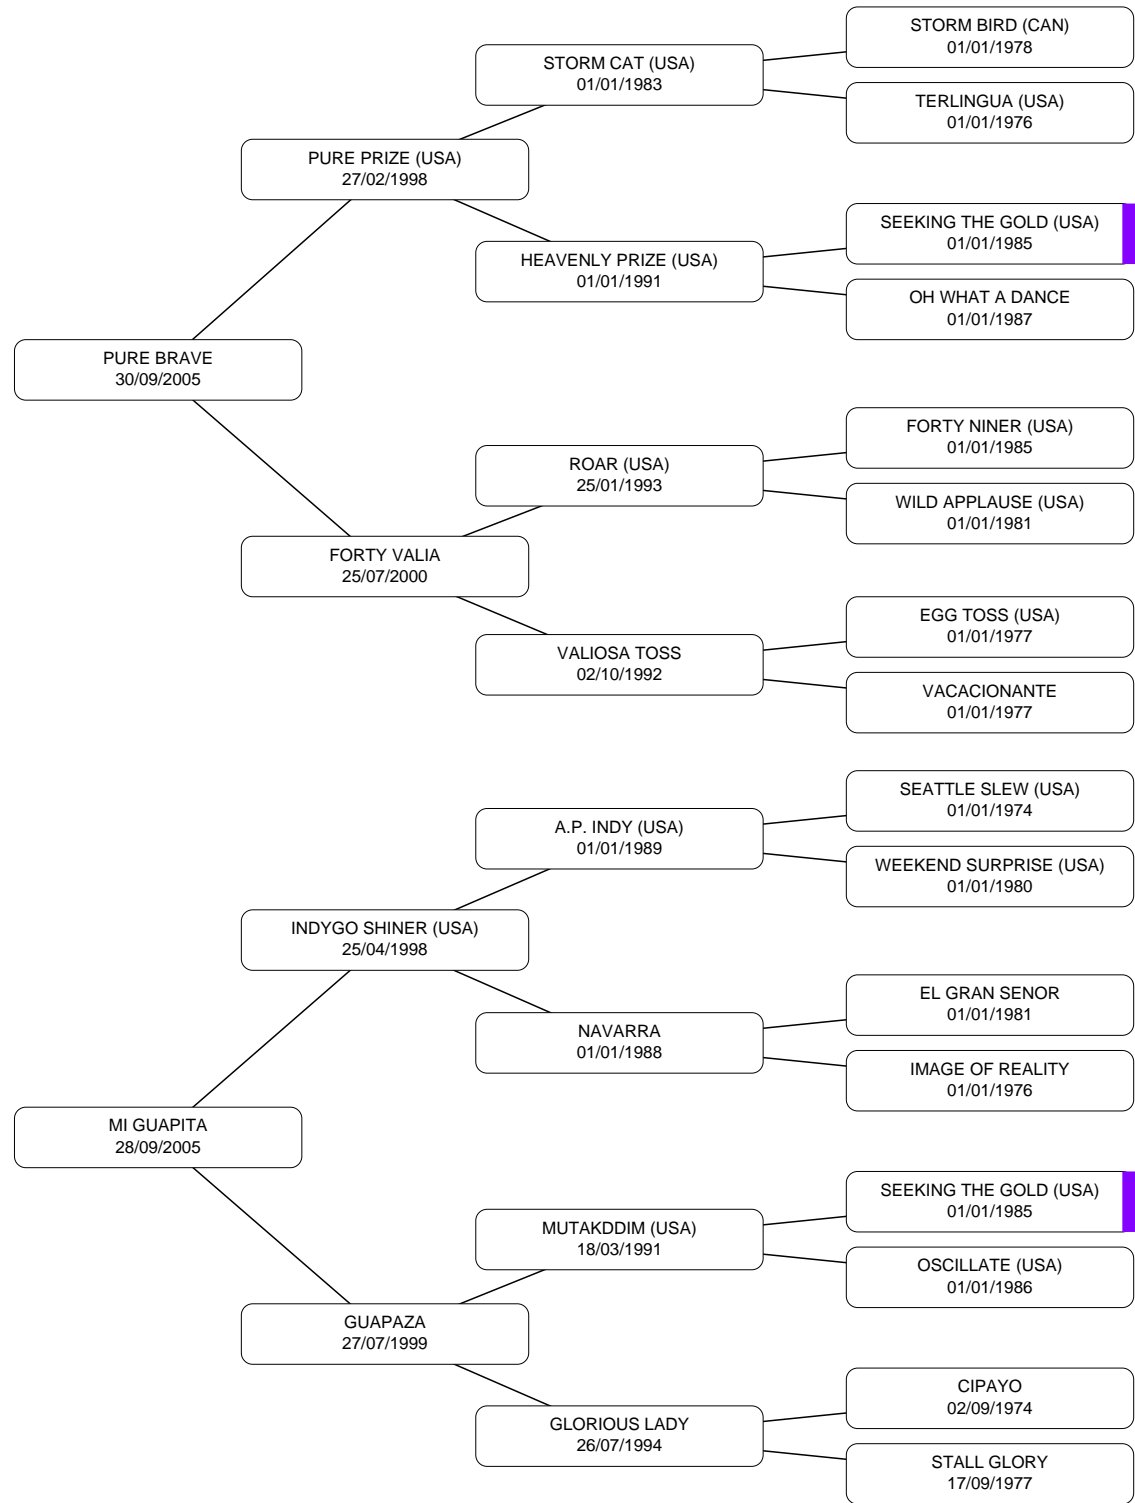 STORM BIRD (CAN)
01/01/1978
STORM CAT (USA)
01/01/1983
TERLINGUA (USA)
01/01/1976
PURE PRIZE (USA)
27/02/1998
SEEKING THE GOLD (USA)
01/01/1985
HEAVENLY PRIZE (USA)
01/01/1991
OH WHAT A DANCE
01/01/1987
PURE BRAVE
30/09/2005
FORTY NINER (USA)
01/01/1985
ROAR (USA)
25/01/1993
WILD APPLAUSE (USA)
01/01/1981
FORTY VALIA
25/07/2000
EGG TOSS (USA)
01/01/1977
VALIOSA TOSS
02/10/1992
VACACIONANTE
01/01/1977
SEATTLE SLEW (USA)
01/01/1974
A.P. INDY (USA)
01/01/1989
WEEKEND SURPRISE (USA)
01/01/1980
INDYGO SHINER (USA)
25/04/1998
EL GRAN SENOR
01/01/1981
NAVARRA
01/01/1988
IMAGE OF REALITY
01/01/1976
MI GUAPITA
28/09/2005
SEEKING THE GOLD (USA)
01/01/1985
MUTAKDDIM (USA)
18/03/1991
OSCILLATE (USA)
01/01/1986
GUAPAZA
27/07/1999
CIPAYO
02/09/1974
GLORIOUS LADY
26/07/1994
STALL GLORY
17/09/1977